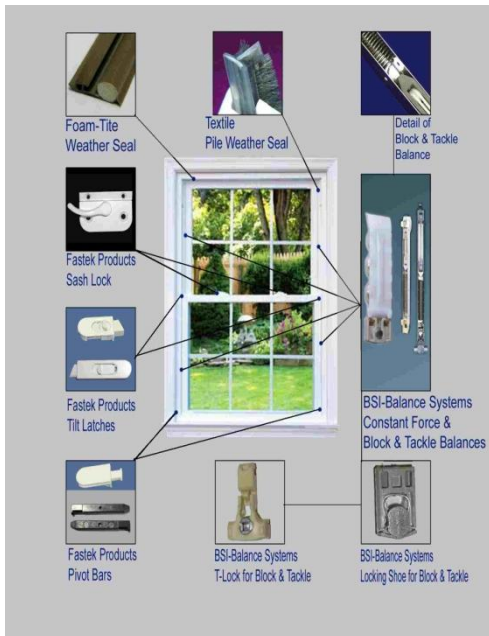 Foam-Tite
Weather Seal
Textile
Pile Weather Seal
Detail of
Block & Tackle
Balance
Fastek Products
Sash Lock
Fastek Products
Tilt Latches
BSI-Balance Systems
Constant Force &
Block & Tackle Balances
Fastek Products
Pivot Bars
BSI-Balance Systems
T-Lock for Block & Tackle
BSI-Balance Systems
Locking Shoe for Block & Tackle